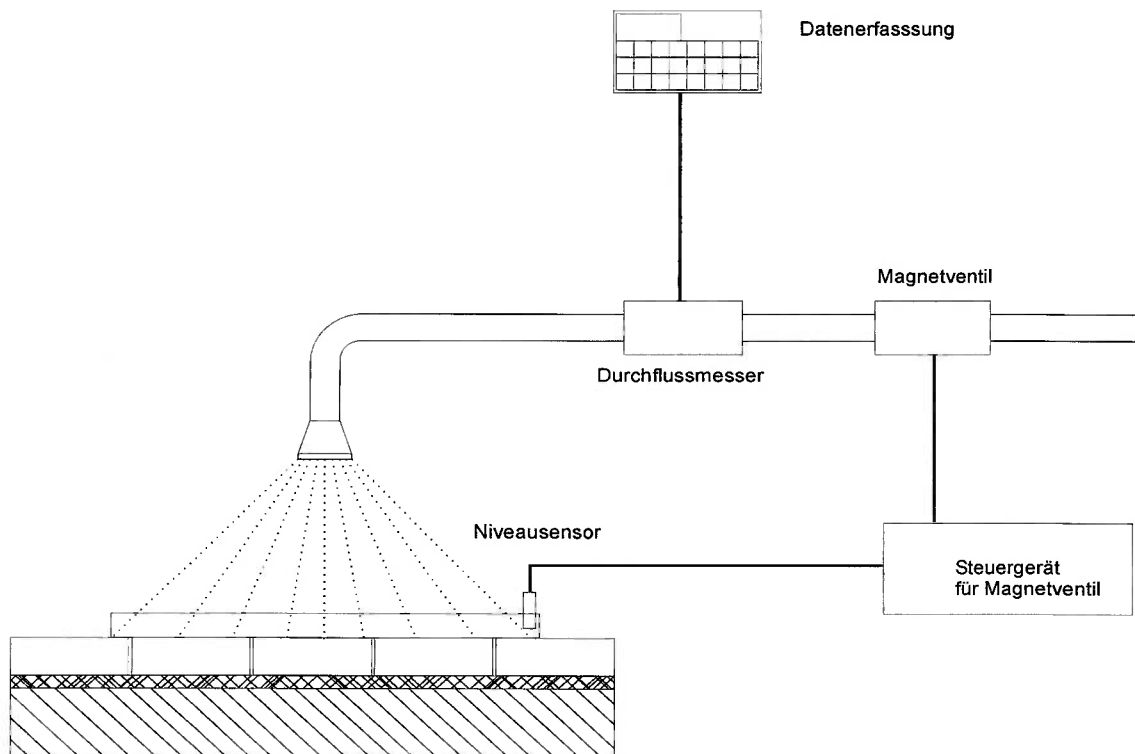 Datenerfasssung
Magnetventil
Durchflussmesser
Niveausensor
Steuergerät
für Magnetventil